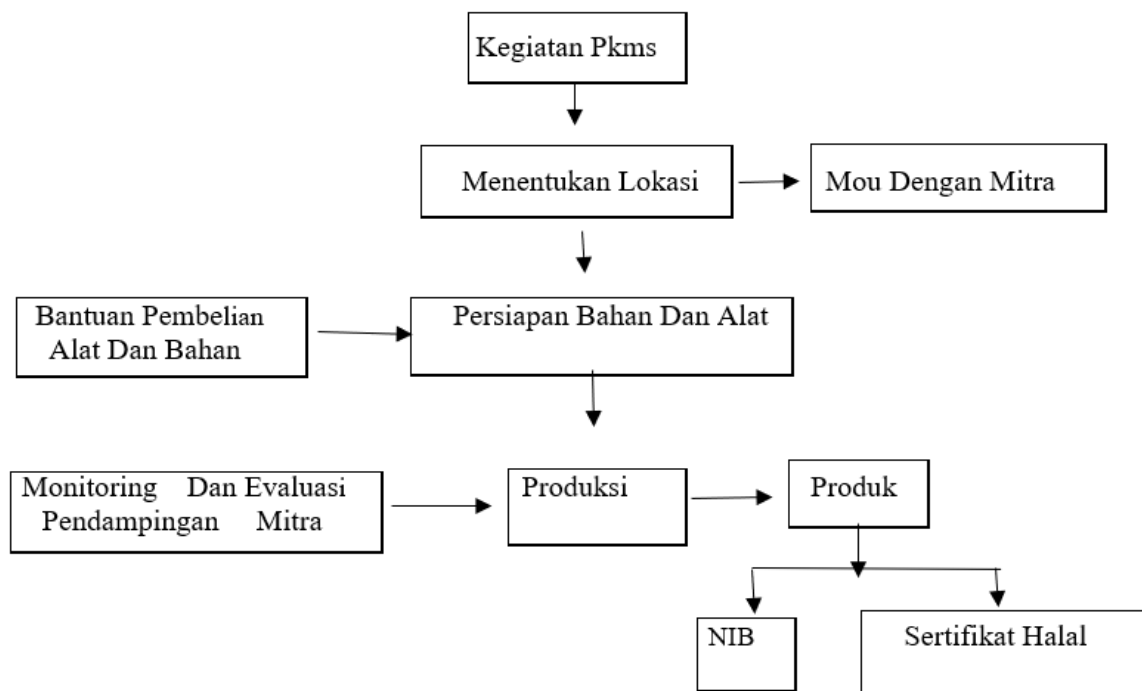 Kegiatan Pkms
Menentukan Lokasi
Mou Dengan Mitra
Bantuan Pembelian
Alat Dan Bahan
Persiapan Bahan Dan Alat
Monitoring Dan Evaluasi
Pendampingan Mitra
Produksi
Produk
NIB
Sertifikat Halal